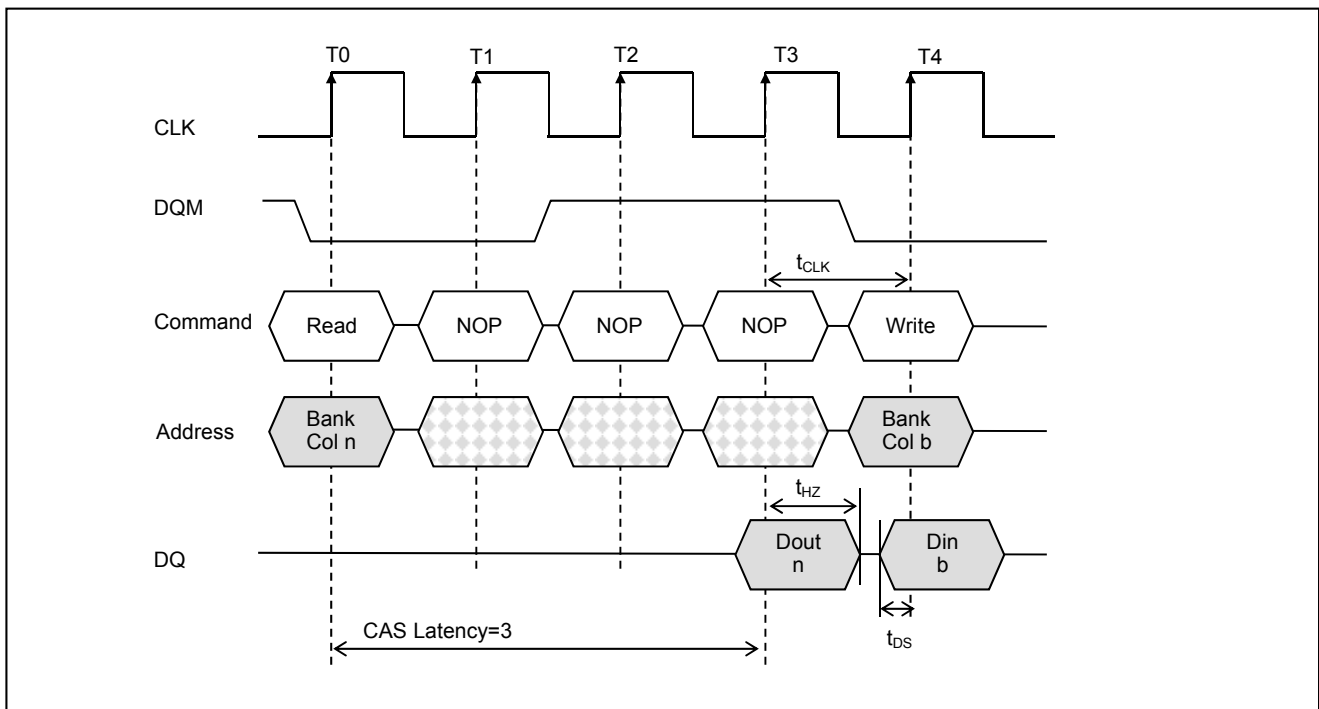 T0 T1 T2 T3 T4
CLK
DQM
tCLK
Command Read NOP NOP NOP Write
Address Bank Col n Bank Col b
tHZ
DQ Dout n Din b
CAS Latency=3
tDS